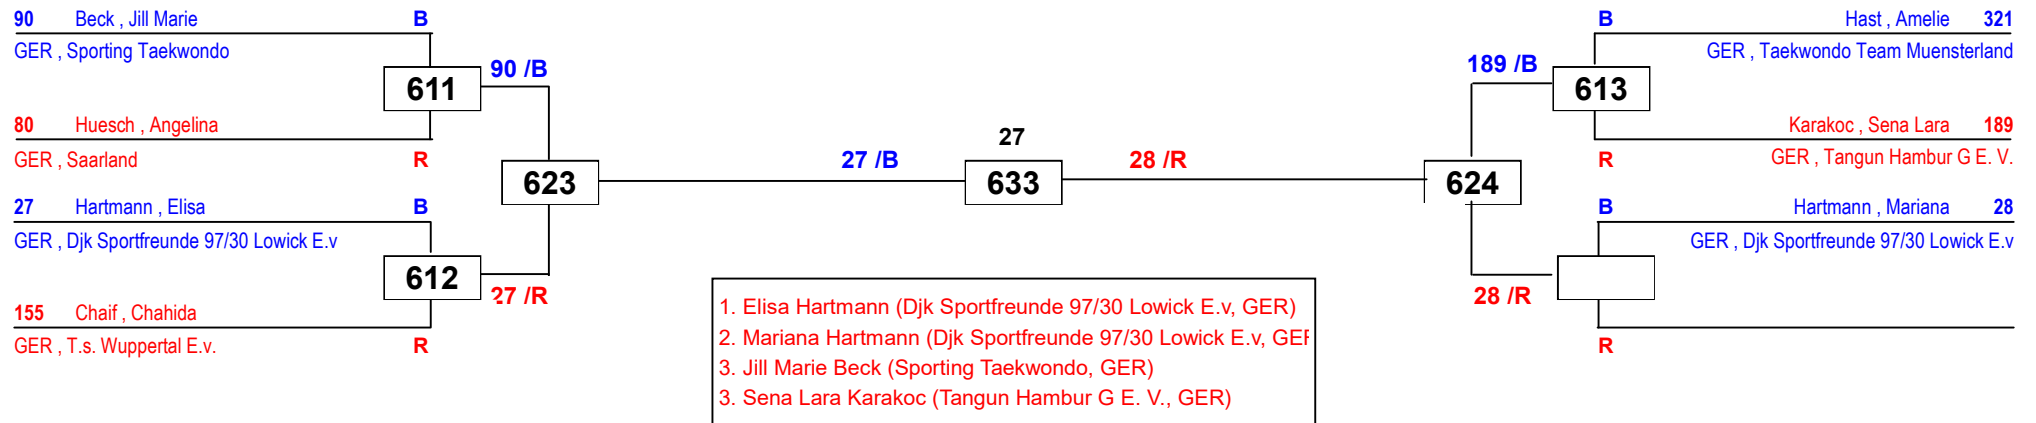 90 Beck , Jill Marie B
GER , Sporting Taekwondo
611
90 /B
80 Huesch , Angelina
GER , Saarland R
623
27 Hartmann , Elisa B
GER , Djk Sportfreunde 97/30 Lowick E.v
612
27 /R
155 Chaif , Chahida
GER , T.s. Wuppertal E.v. R
27 /B
27
633
28 /R
B Hast , Amelie 321
GER , Taekwondo Team Muensterland
189 /B
613
Karakoc , Sena Lara 189
R GER , Tangun Hambur G E. V.
624
B Hartmann , Mariana 28
GER , Djk Sportfreunde 97/30 Lowick E.v
28 /R
R
1. Elisa Hartmann (Djk Sportfreunde 97/30 Lowick E.v, GER)
2. Mariana Hartmann (Djk Sportfreunde 97/30 Lowick E.v, GER
3. Jill Marie Beck (Sporting Taekwondo, GER)
3. Sena Lara Karakoc (Tangun Hambur G E. V., GER)